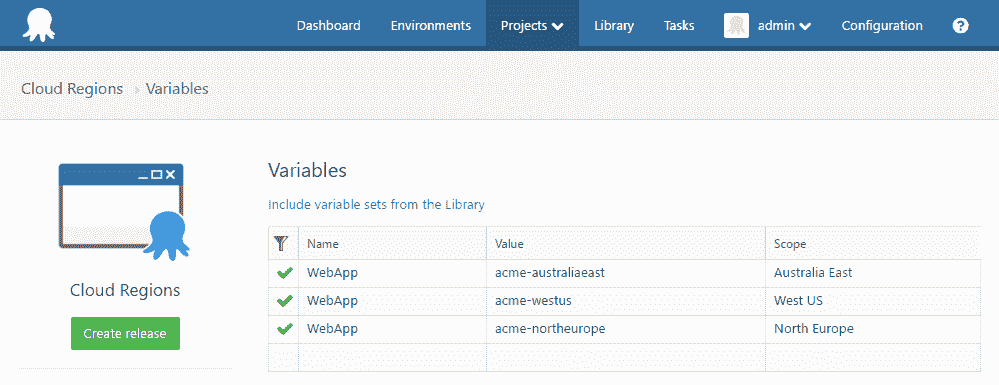 Dashboard Environments Projects Library Tasks admin Configuration ?
Cloud Regions › Variables
Variables
Include variable sets from the Library
Name Value Scope
WebApp acme-australiaeast Australia East
WebApp acme-westus West US
WebApp acme-northeurope North Europe
Cloud Regions
Create release